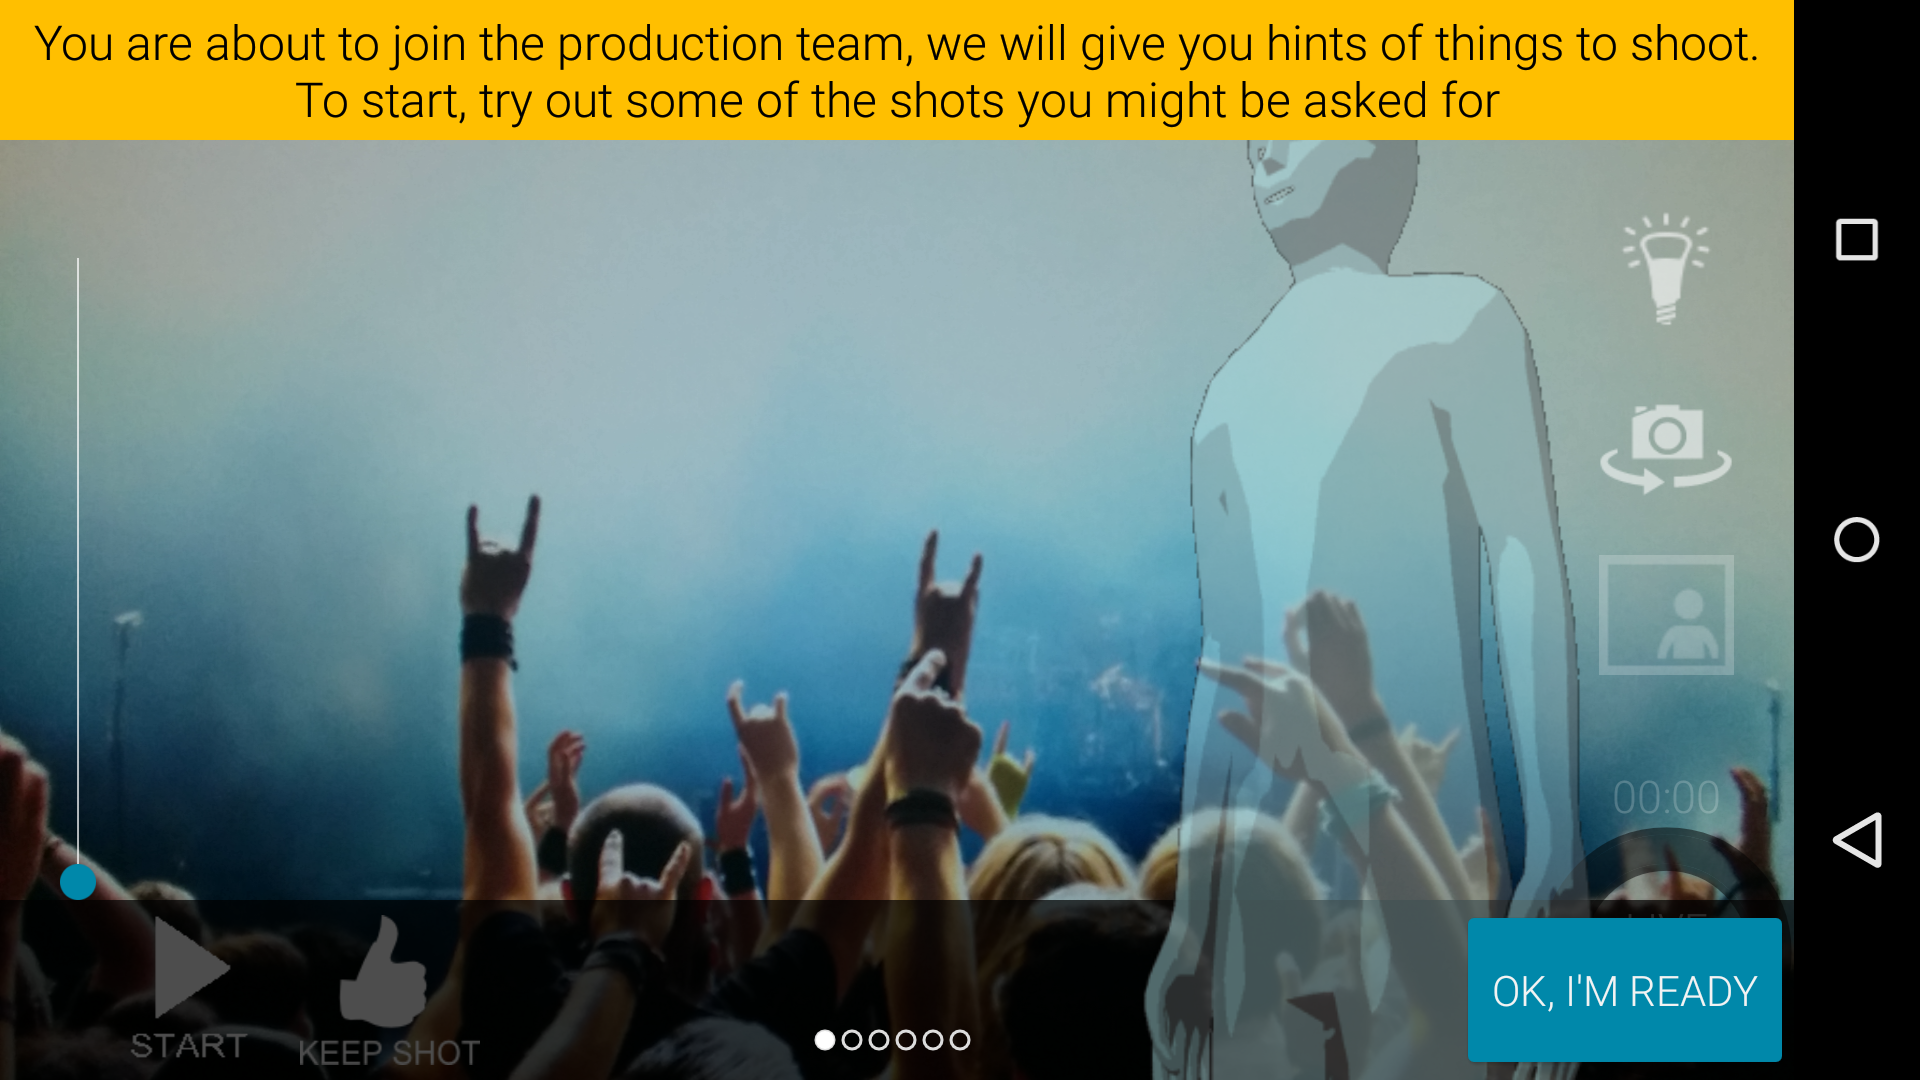 You are about to join the production team, we will give you hints of things to shoot.
To start, try out some of the shots you might be asked for
00:00
LIVE
START
KEEP SHOT
OK, I'M READY